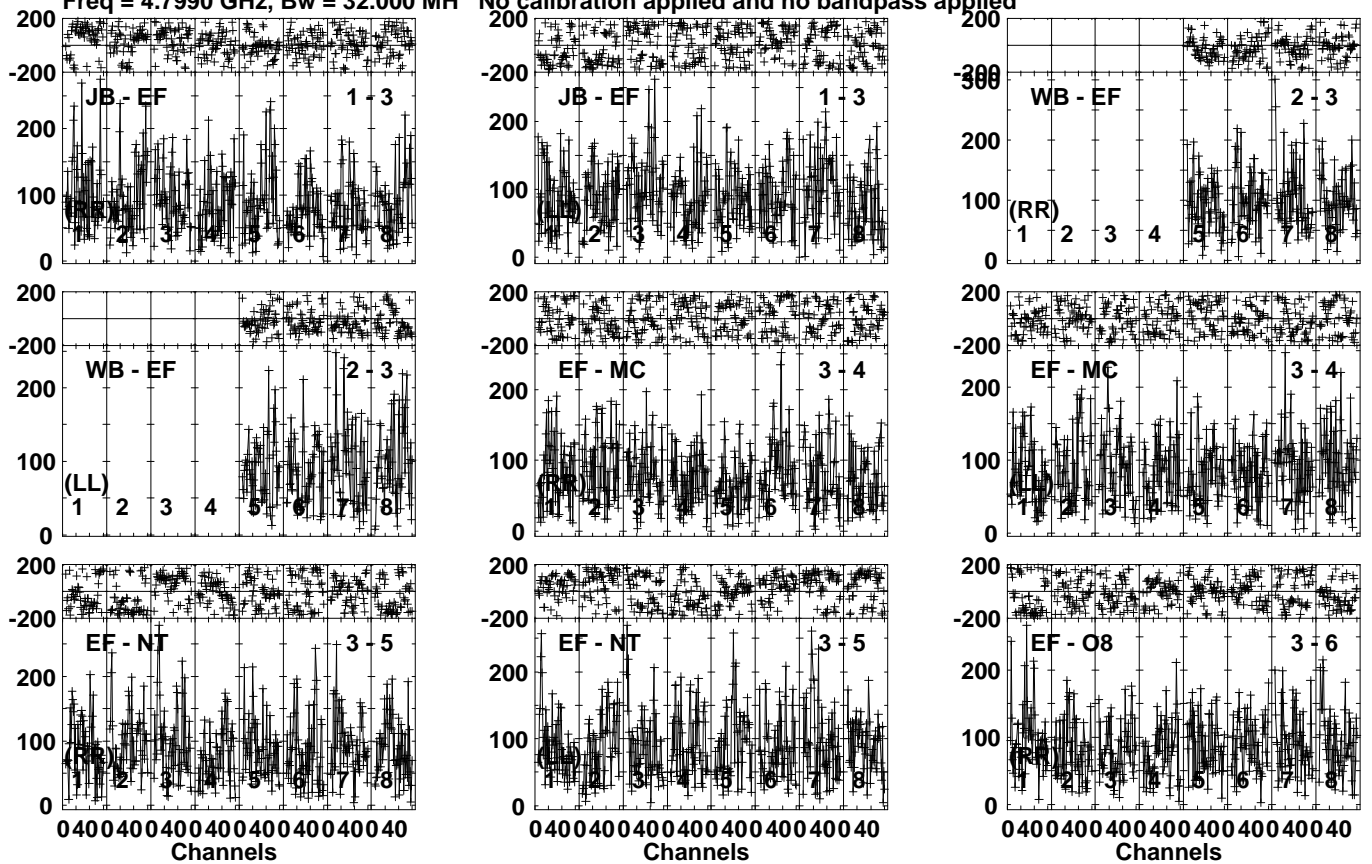 Freq = 4.7990 GHz, Bw = 32.000 MH No calibration applied and no bandpass applied
200 200 200
-200 -200 -200
300
JB - EF 1 - 3 JB - EF 1 - 3 WB - EF 2 - 3
200 200 200
100 100 100
(RR) (LL) (RR)
1 2 3 4 5 6 7 8 1 2 3 4 5 6 7 8 1 2 3 4 5 6 7 8
0 0 0
200 200 200
-200 -200 -200
WB - EF 2 - 3 EF - MC 3 - 4 EF - MC 3 - 4
200 200 200
100 100 100
(LL) (RR) (LL)
1 2 3 4 5 6 7 8 1 2 3 4 5 6 7 8 1 2 3 4 5 6 7 8
0 0 0
200 200 200
-200 -200 -200
EF - NT 3 - 5 EF - NT 3 - 5 EF - O8 3 - 6
200 200 200
100 100 100
(RR) (LL) (RR)
1 2 3 4 5 6 7 8 1 2 3 4 5 6 7 8 1 2 3 4 5 6 7 8
0 0 0
0 40 0 40 0 40 0 40 0 40 0 40 0 40 0 40 0 40 0 40 0 40 0 40 0 40 0 40 0 40 0 40 0 40 0 40 0 40 0 40 0 40 0 40 0 40 0 40
Channels Channels Channels